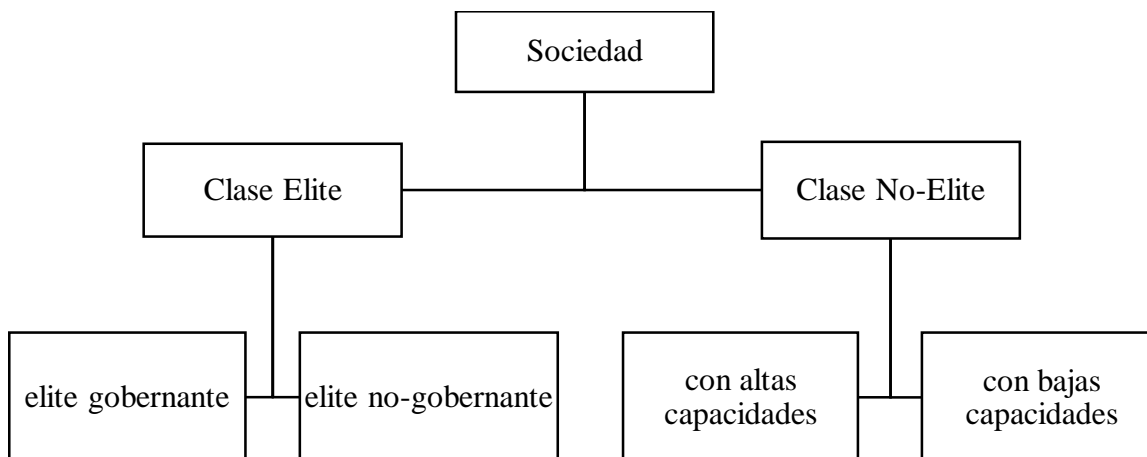 Sociedad
Clase Elite
Clase No-Elite
elite gobernante
elite no-gobernante
con altas
capacidades
con bajas
capacidades